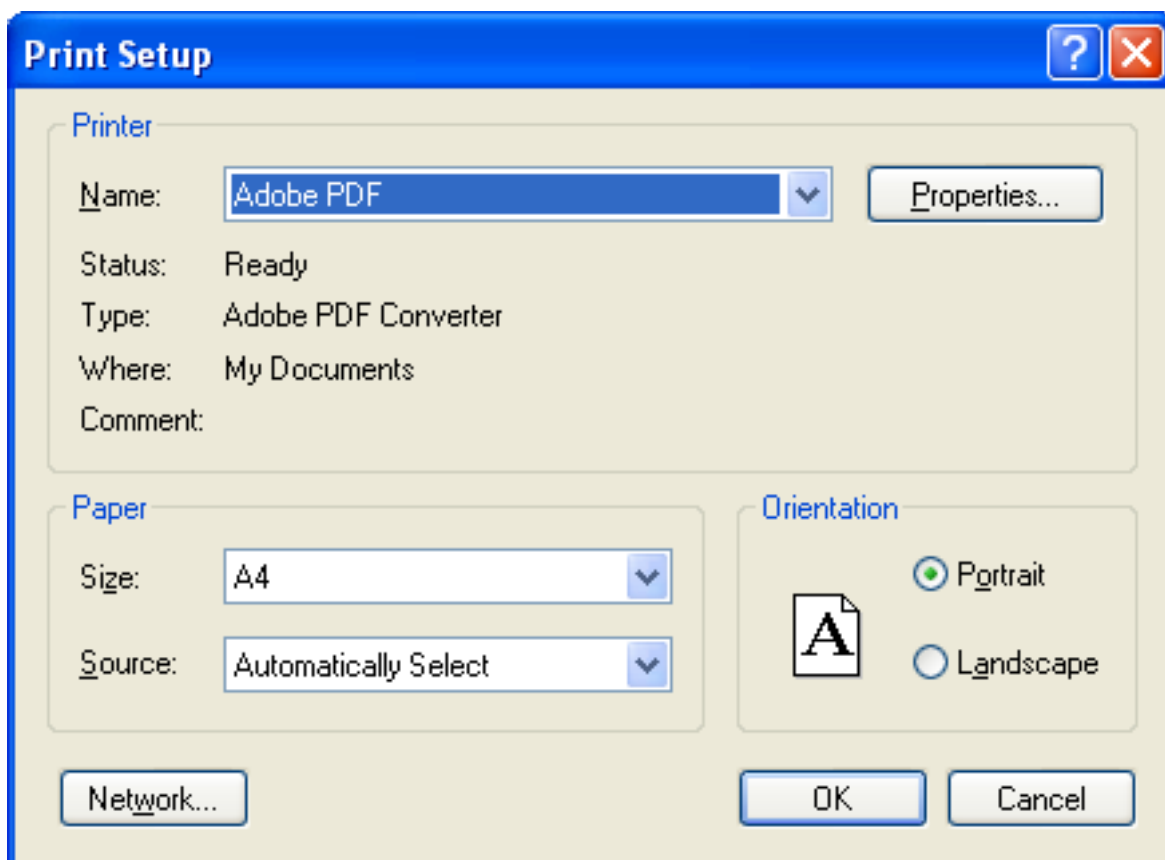 Print Setup
Printer
Name: Adobe PDF Properties...
Status: Ready
Type: Adobe PDF Converter
Where: My Documents
Comment:
Paper Orientation
Size: A4 Portrait
A
Source: Automatically Select Landscape
Network... OK Cancel